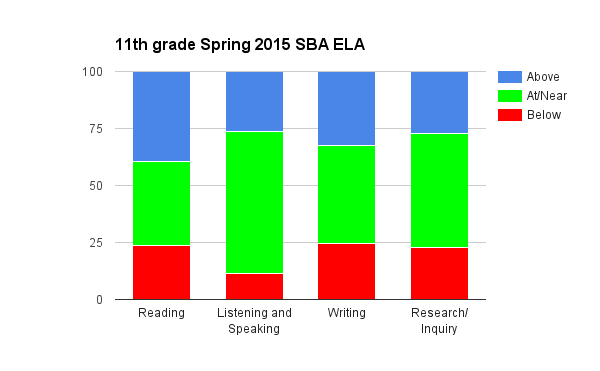 11th grade Spring 2015 SBA ELA
100
75
50
25
0
Above
At/Near
Below
Reading
Listening and
Speaking
Writing
Research/
Inquiry